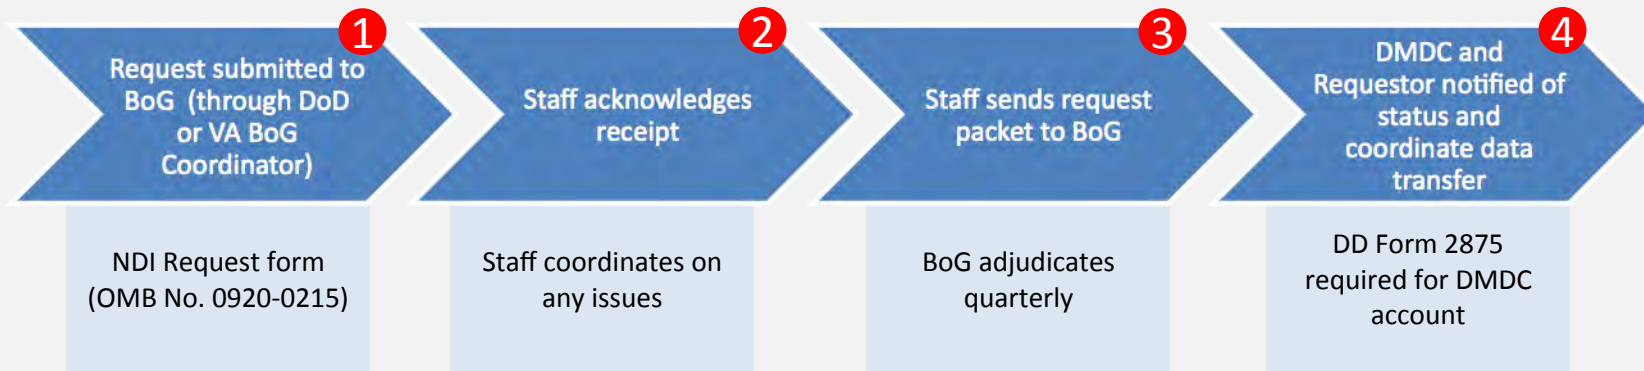 1
Request submitted to
BoG (through DoD
or VA BoG
Coordinator)
NDI Request form
(OMB No. 0920-0215)
2
Staff acknowledges
receipt
Staff coordinates on
any issues
3
Staff sends request
packet to BoG
BoG adjudicates
quarterly
4
DMDC and
Requestor notified of
status and
coordinate data
transfer
DD Form 2875
required for DMDC
account